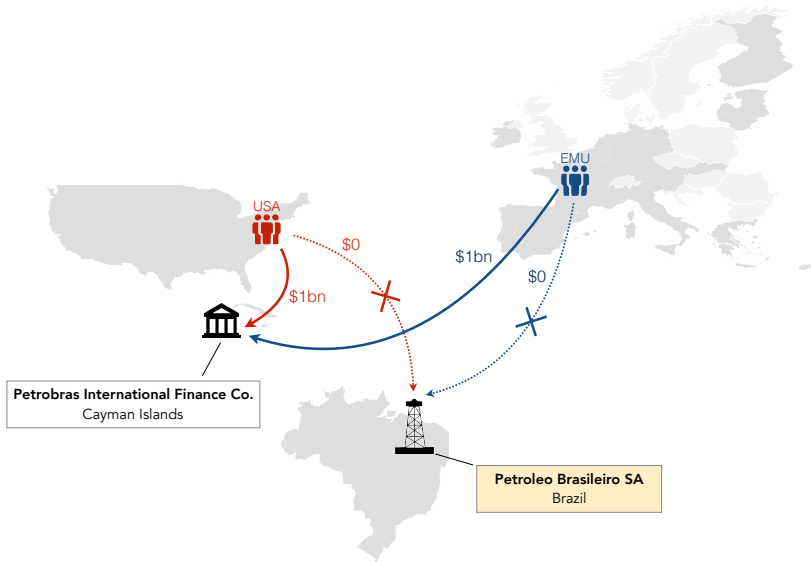 EMU
USA
$0
$1bn
$0
$1bn
Petrobras International Finance Co.
Cayman Islands
Petroleo Brasileiro SA
Brazil